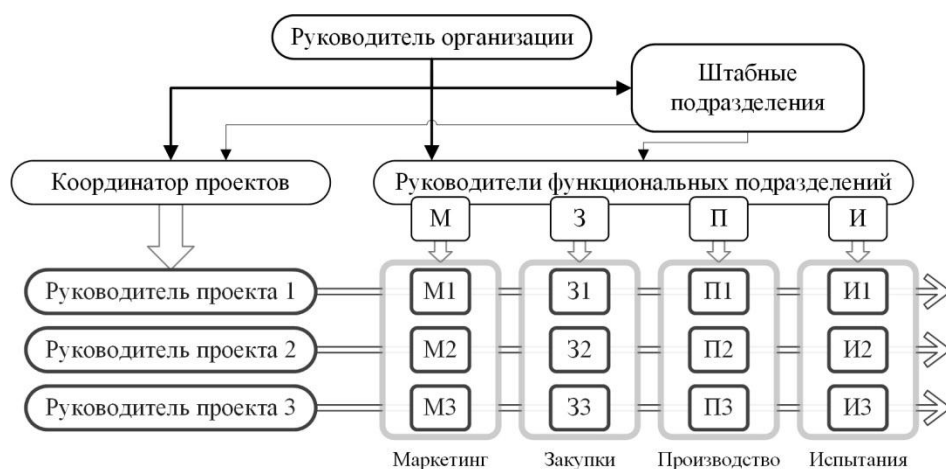 Руководитель организации
Штабные
подразделения
Координатор проектов
Руководители функциональных подразделений
М З П И
Руководитель проекта 1 М1 З1 П1 И1
Руководитель проекта 2 М2 З2 П2 И2
Руководитель проекта 3 М3 З3 П3 И3
Маркетинг Закупки Производство Испытания